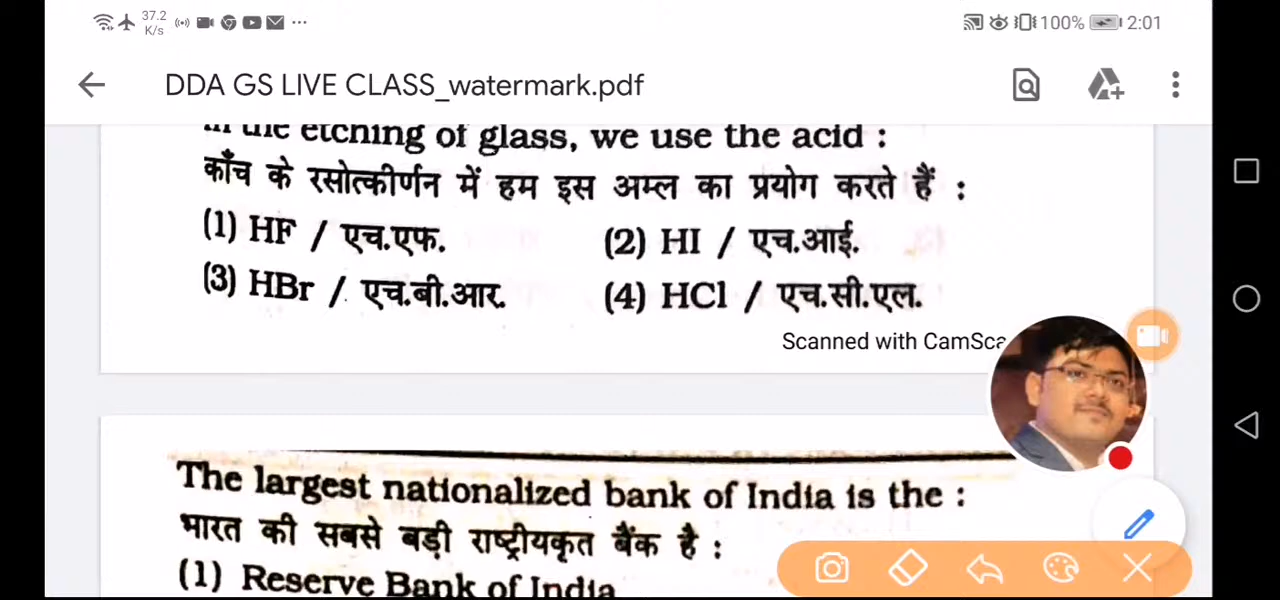 37.2
K/s
100%
2:01
DDA GS LIVE CLASS_watermark.pdf
In the etching of glass, we use the acid :
काँच के रसोत्कीर्णन में हम इस अम्ल का प्रयोग करते हैं :
(1) HF / एच.एफ. (2) HI / एच.आई.
(3) HBr / एच.बी.आर. (4) HCl / एच.सी.एल.
Scanned with CamSca
The largest nationalized bank of India is the :
भारत की सबसे बड़ी राष्ट्रीयकृत बैंक है :
(1) Reserve Bank of India